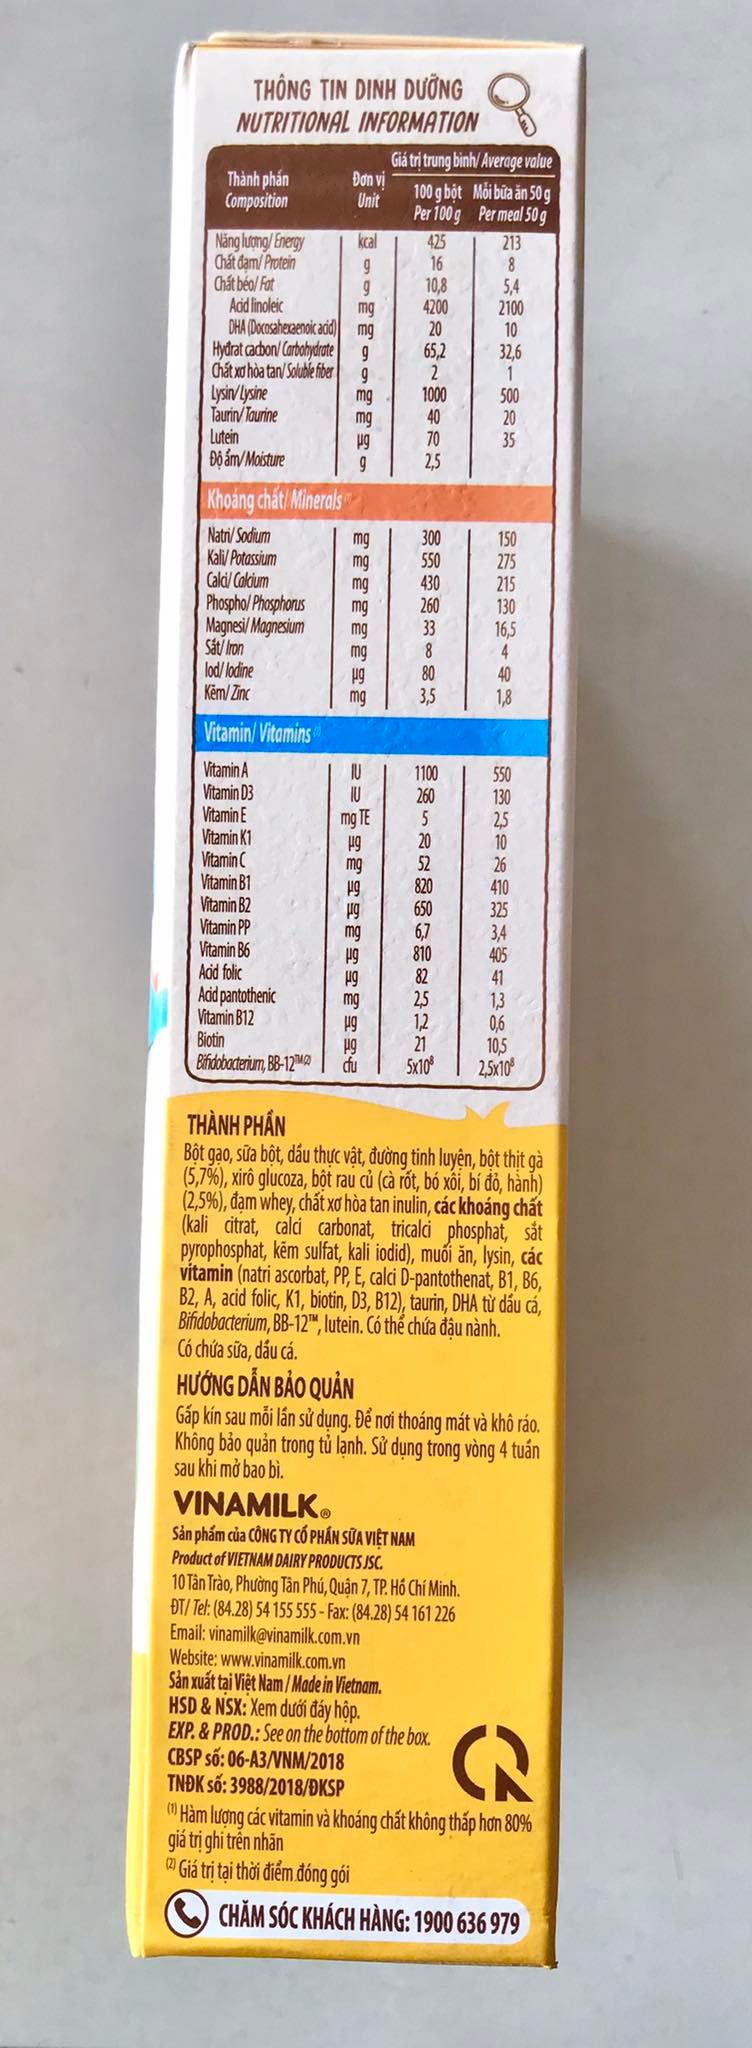 THÔNG TIN DINH DƯỠNG
NUTRITIONAL INFORMATION
Thành phần Composition Đơn vị Unit Giá trị trung bình/ Average value
100 g bột Per 100 g Mỗi bữa ăn 50 g Per meal 50 g
Năng lượng/ Energy kcal 425 213
Chất đạm/ Protein g 16 8
Chất béo/ Fat g 10,8 5,4
Acid linoleic mg 4200 2100
DHA (Docosahexaenoic acid) mg 20 10
Hyđrat cacbon/ Carbohydrate g 65,2 32,6
Chất xơ hòa tan/ Soluble fiber g 2 1
Lysin/ Lysine mg 1000 500
Taurin/ Taurine mg 40 20
Lutein µg 70 35
Độ ẩm/ Moisture g 2,5
Khoáng chất/ Minerals (1)
Natri/ Sodium mg 300 150
Kali/ Potassium mg 550 275
Calci/ Calcium mg 430 215
Phospho/ Phosphorus mg 260 130
Magnesi/ Magnesium mg 33 16,5
Sắt/ Iron mg 8 4
Iod/ Iodine µg 80 40
Kẽm/ Zinc mg 3,5 1,8
Vitamin/ Vitamins (1)
Vitamin A IU 1100 550
Vitamin D3 IU 260 130
Vitamin E mg TE 5 2,5
Vitamin K1 µg 20 10
Vitamin C mg 52 26
Vitamin B1 µg 820 410
Vitamin B2 µg 650 325
Vitamin PP mg 6,7 3,4
Vitamin B6 µg 810 405
Acid folic µg 82 41
Acid pantothenic mg 2,5 1,3
Vitamin B12 µg 1,2 0,6
Biotin µg 21 10,5
Bifidobacterium, BB-12™(2) cfu 5x10⁸ 2,5x10⁸
THÀNH PHẦN
Bột gạo, sữa bột, dầu thực vật, đường tinh luyện, bột thịt gà
(5,7%), xirô glucoza, bột rau củ (cà rốt, bó xôi, bí đỏ, hành)
(2,5%), đạm whey, chất xơ hòa tan inulin, các khoáng chất
(kali citrat, calci carbonat, tricalci phosphat, sắt
pyrophosphat, kẽm sulfat, kali iodid), muối ăn, lysin, các
vitamin (natri ascorbat, PP, E, calci D-pantothenat, B1, B6,
B2, A, acid folic, K1, biotin, D3, B12), taurin, DHA từ dầu cá,
Bifidobacterium, BB-12™, lutein. Có thể chứa đậu nành.
Có chứa sữa, dầu cá.
HƯỚNG DẪN BẢO QUẢN
Gấp kín sau mỗi lần sử dụng. Để nơi thoáng mát và khô ráo.
Không bảo quản trong tủ lạnh. Sử dụng trong vòng 4 tuần
sau khi mở bao bì.
VINAMILK®
Sản phẩm của CÔNG TY CỔ PHẦN SỮA VIỆT NAM
Product of VIETNAM DAIRY PRODUCTS JSC.
10 Tân Trào, Phường Tân Phú, Quận 7, TP. Hồ Chí Minh.
ĐT/ Tel: (84.28) 54 155 555 - Fax: (84.28) 54 161 226
Email: vinamilk@vinamilk.com.vn
Website: www.vinamilk.com.vn
Sản xuất tại Việt Nam / Made in Vietnam.
HSD & NSX: Xem dưới đáy hộp.
EXP. & PROD.: See on the bottom of the box.
CBSP số: 06-A3/VNM/2018
TNĐK số: 3988/2018/ĐKSP
(1) Hàm lượng các vitamin và khoáng chất không thấp hơn 80%
giá trị ghi trên nhãn
(2) Giá trị tại thời điểm đóng gói
CHĂM SÓC KHÁCH HÀNG: 1900 636 979